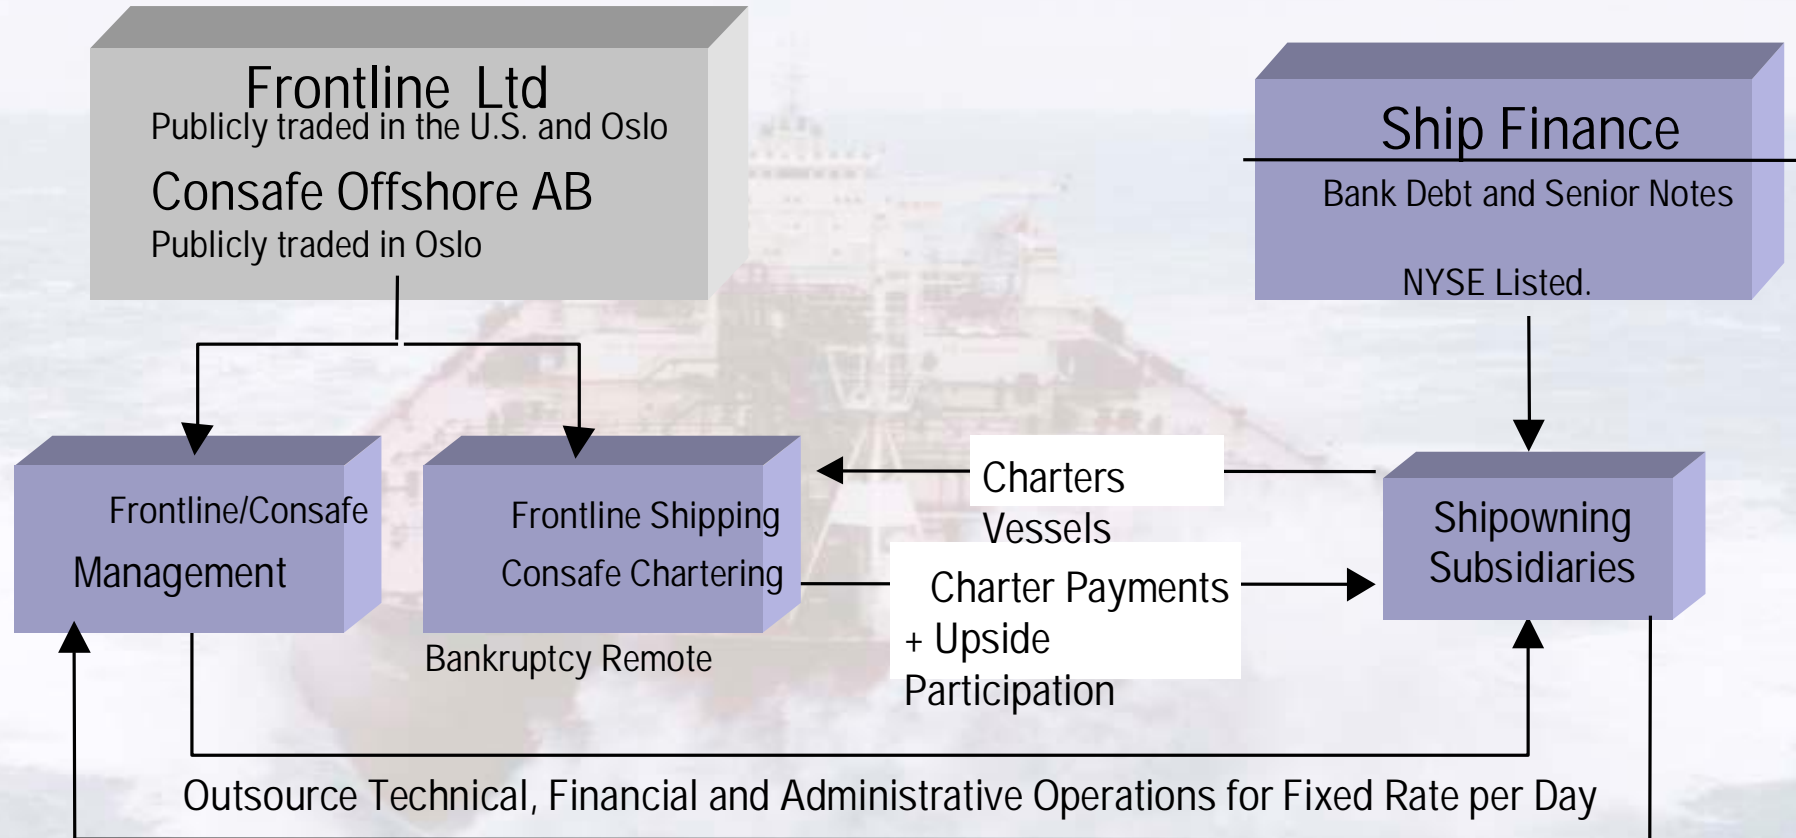 Frontline Ltd
Publicly traded in the U.S. and Oslo
Consafe Offshore AB
Publicly traded in Oslo
Ship Finance
Bank Debt and Senior Notes
NYSE Listed.
Frontline/Consafe
Management
Frontline Shipping
Consafe Chartering
Bankruptcy Remote
Charters
Vessels
Charter Payments
+ Upside
Participation
Shipowning
Subsidiaries
Outsource Technical, Financial and Administrative Operations for Fixed Rate per Day